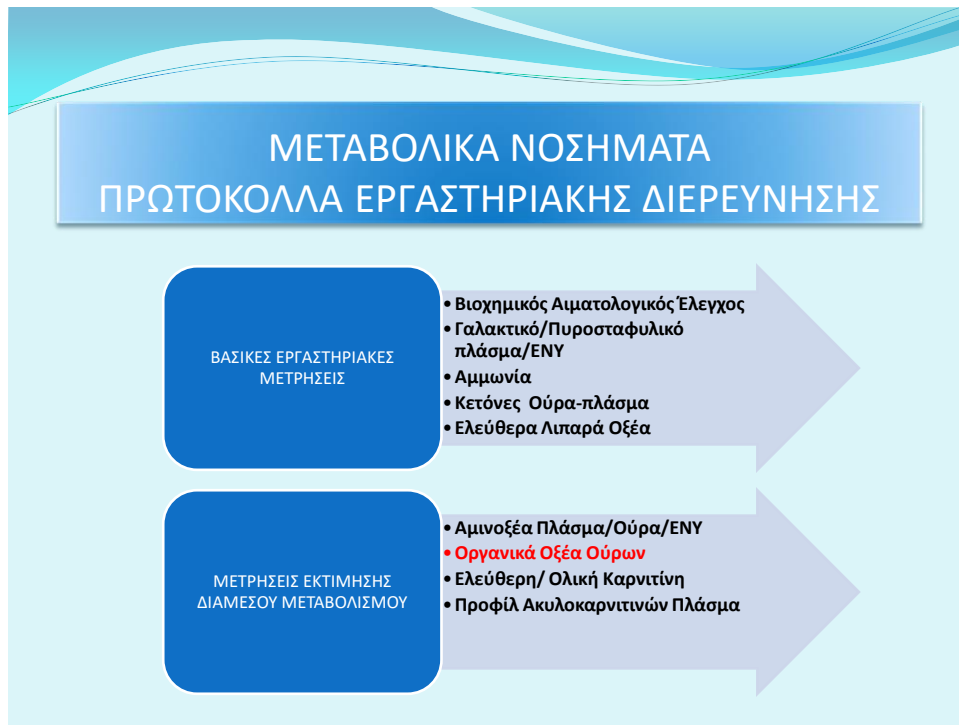 ΜΕΤΑΒΟΛΙΚΑ ΝΟΣΗΜΑΤΑ
ΠΡΩΤΟΚΟΛΛΑ ΕΡΓΑΣΤΗΡΙΑΚΗΣ ΔΙΕΡΕΥΝΗΣΗΣ
ΒΑΣΙΚΕΣ ΕΡΓΑΣΤΗΡΙΑΚΕΣ
ΜΕΤΡΗΣΕΙΣ
• Βιοχημικός Αιματολογικός Έλεγχος
• Γαλακτικό/Πυροσταφυλικό
πλάσμα/ΕΝΥ
• Αμμωνία
• Κετόνες Ούρα-πλάσμα
• Ελεύθερα Λιπαρά Οξέα
ΜΕΤΡΗΣΕΙΣ ΕΚΤΙΜΗΣΗΣ
ΔΙΑΜΕΣΟΥ ΜΕΤΑΒΟΛΙΣΜΟΥ
• Αμινοξέα Πλάσμα/Ούρα/ΕΝΥ
• Οργανικά Οξέα Ούρων
• Ελεύθερη/ Ολική Καρνιτίνη
• Προφίλ Ακυλοκαρνιτινών Πλάσμα